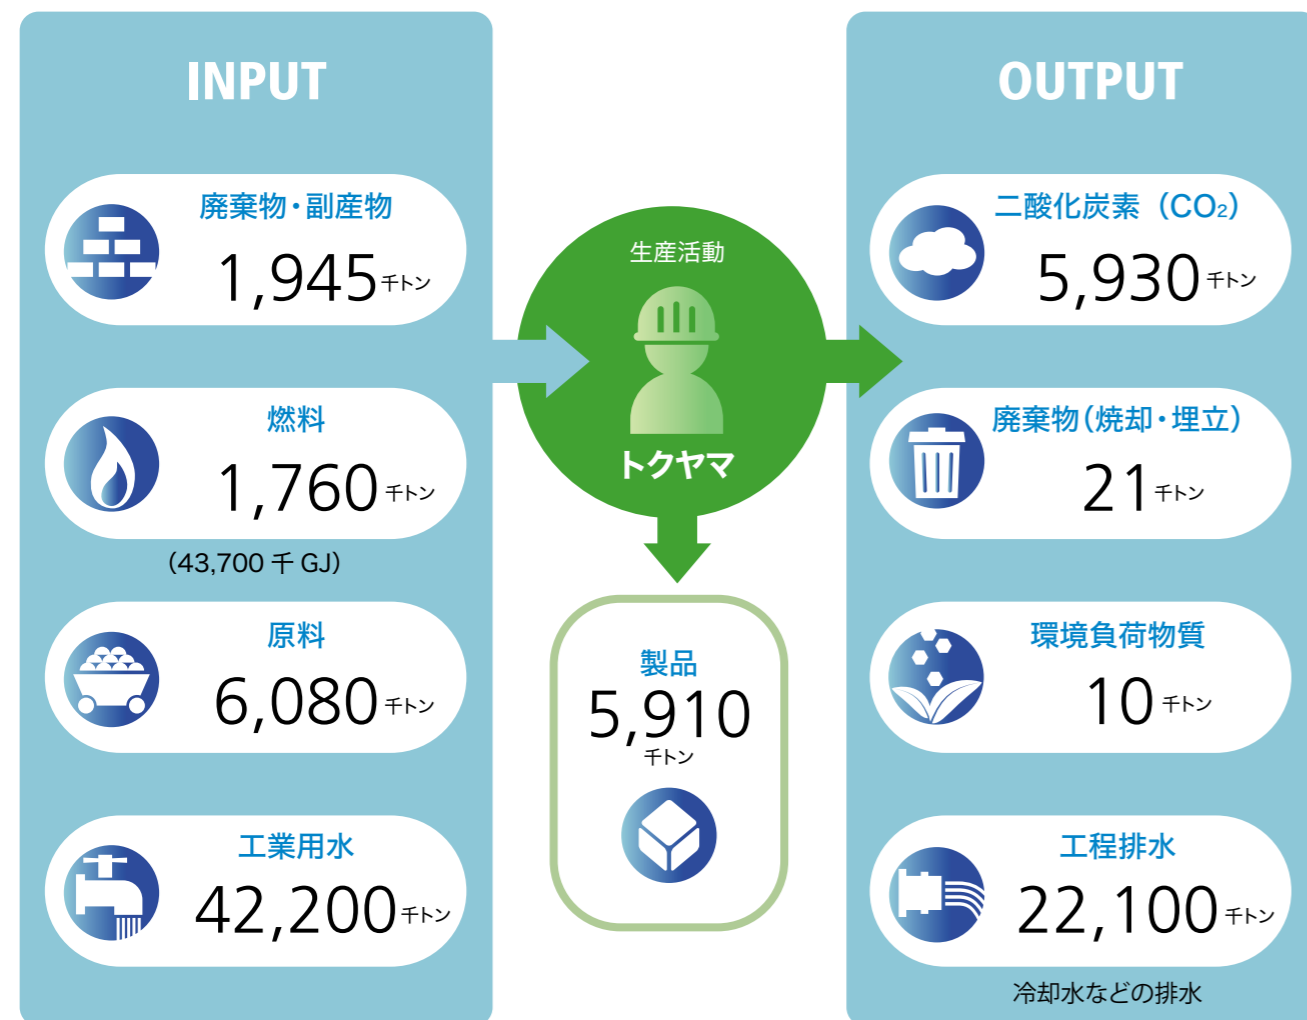 INPUT
廃棄物・副産物
1,945千トン
燃料
1,760千トン
(43,700 千 GJ)
原料
6,080千トン
工業用水
42,200千トン
生産活動
トクヤマ
製品
5,910
千トン
OUTPUT
二酸化炭素（CO₂）
5,930千トン
廃棄物（焼却・埋立）
21千トン
環境負荷物質
10千トン
工程排水
22,100千トン
冷却水などの排水